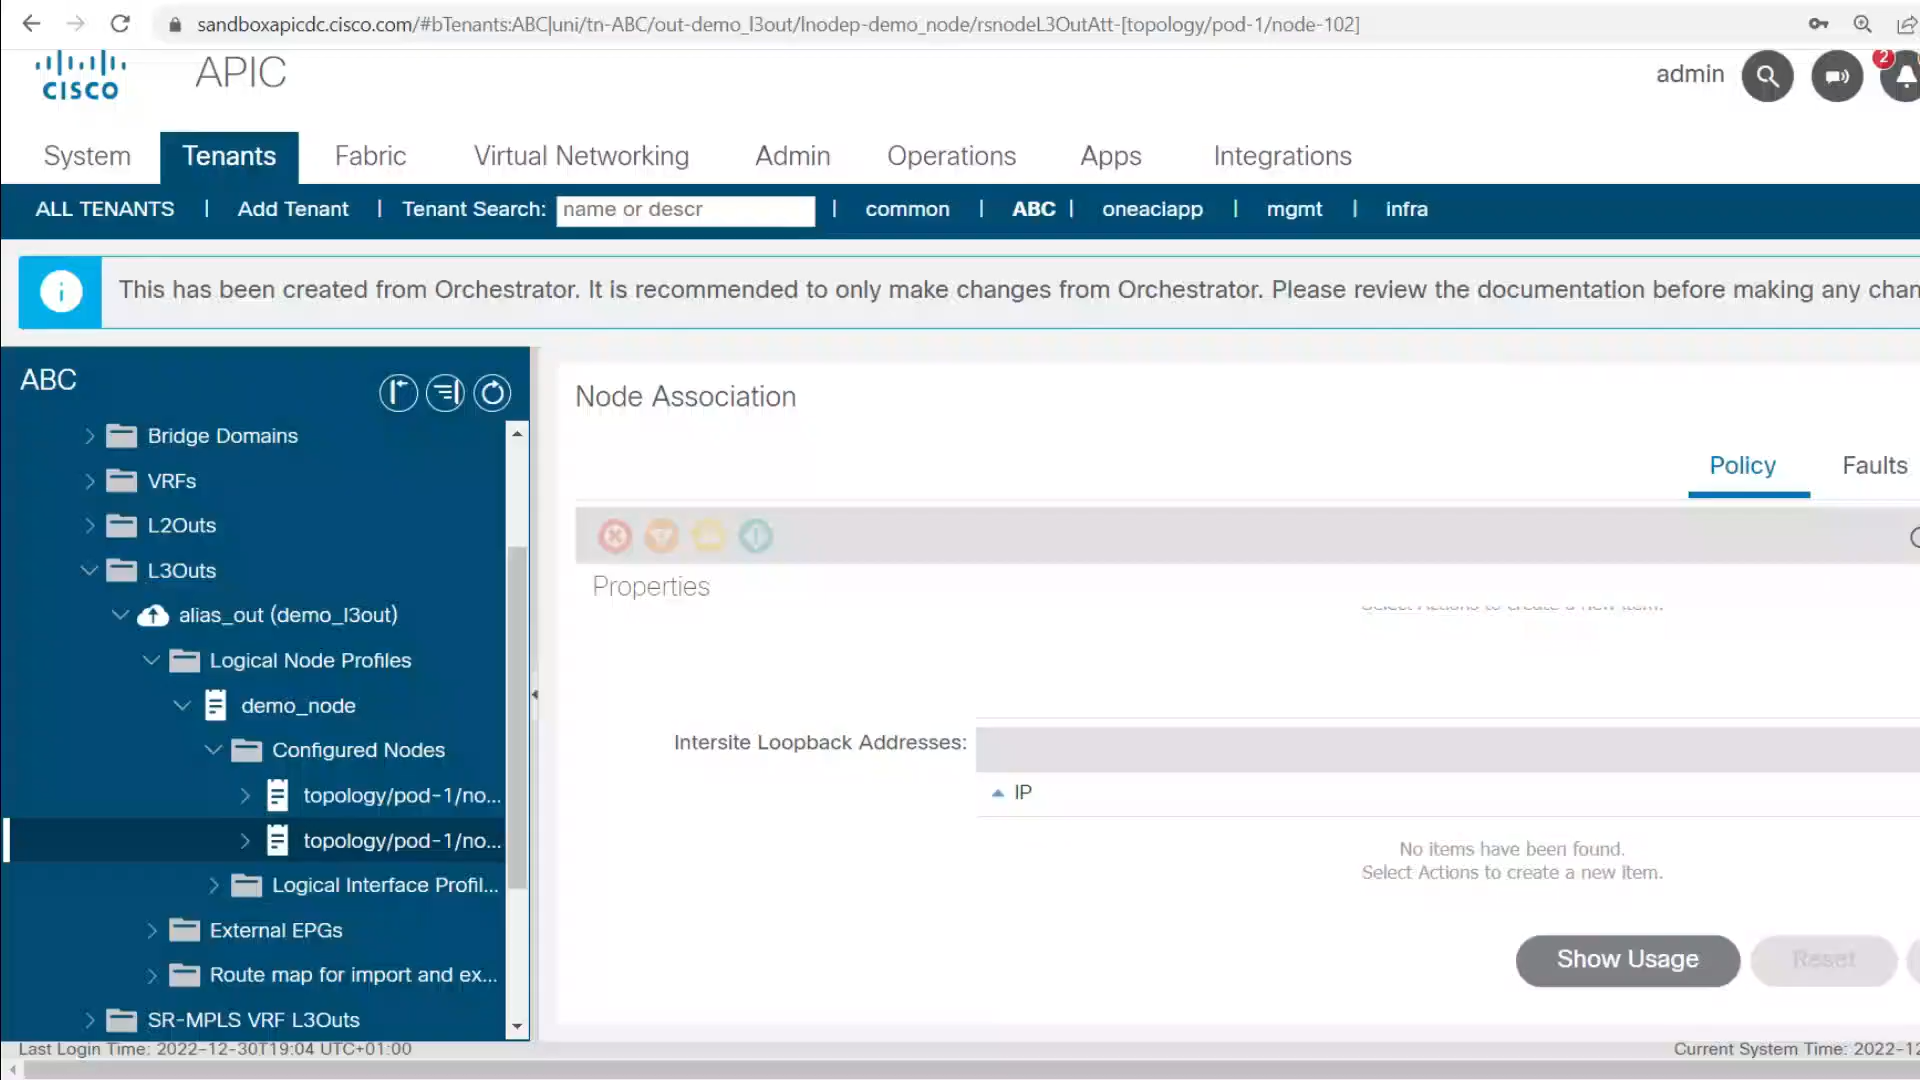 sandboxapicdc.cisco.com/#bTenants:ABC|uni/tn-ABC/out-demo_l3out/lnodep-demo_node/rsnodeL3OutAtt-[topology/pod-1/node-102]
CISCO
APIC
admin
2
System
Tenants
Fabric
Virtual Networking
Admin
Operations
Apps
Integrations
ALL TENANTS | Add Tenant | Tenant Search: name or descr | common | ABC | oneaciapp | mgmt | infra
This has been created from Orchestrator. It is recommended to only make changes from Orchestrator. Please review the documentation before making any chan
ABC
Bridge Domains
VRFs
L2Outs
L3Outs
alias_out (demo_l3out)
Logical Node Profiles
demo_node
Configured Nodes
topology/pod-1/no...
topology/pod-1/no...
Logical Interface Profil...
External EPGs
Route map for import and ex...
SR-MPLS VRF L3Outs
Node Association
Policy
Faults
Properties
Select Actions to create a new item.
Intersite Loopback Addresses:
IP
No items have been found.
Select Actions to create a new item.
Show Usage
Reset
Last Login Time: 2022-12-30T19:04 UTC+01:00
Current System Time: 2022-12